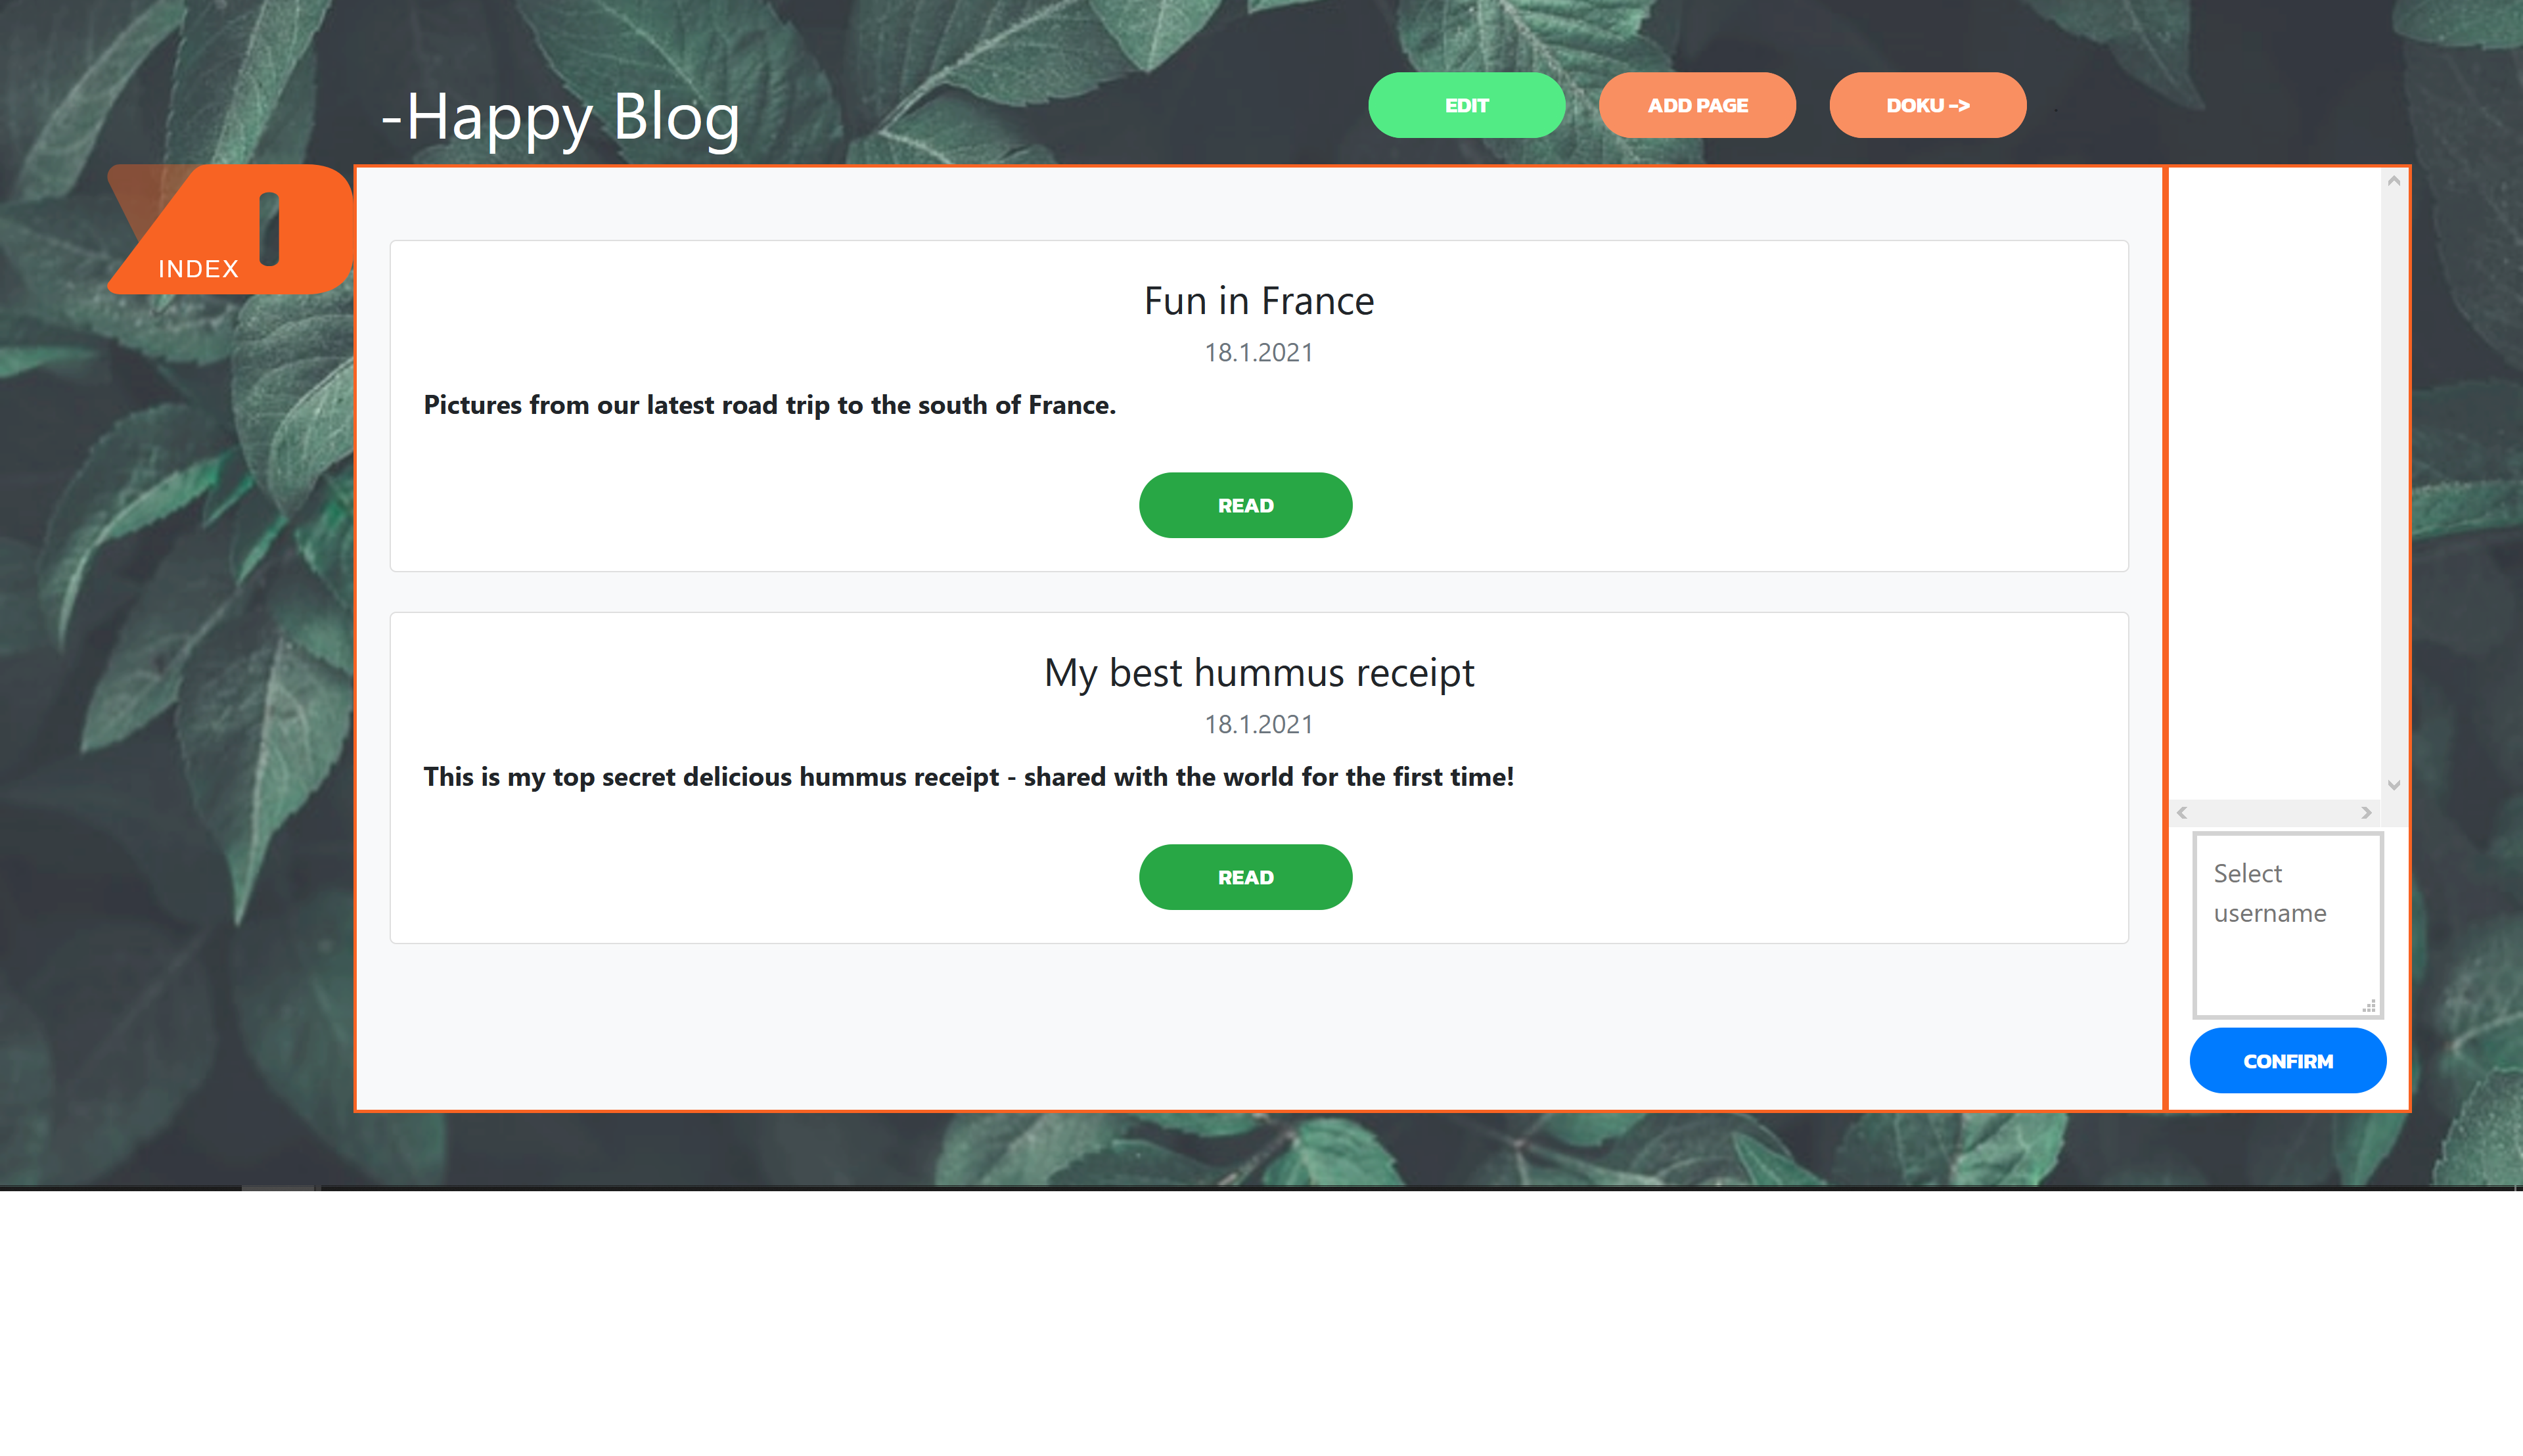 -Happy Blog
EDIT
ADD PAGE
DOKU ->
INDEX
Fun in France
18.1.2021
Pictures from our latest road trip to the south of France.
READ
My best hummus receipt
18.1.2021
This is my top secret delicious hummus receipt - shared with the world for the first time!
READ
Select
username
CONFIRM